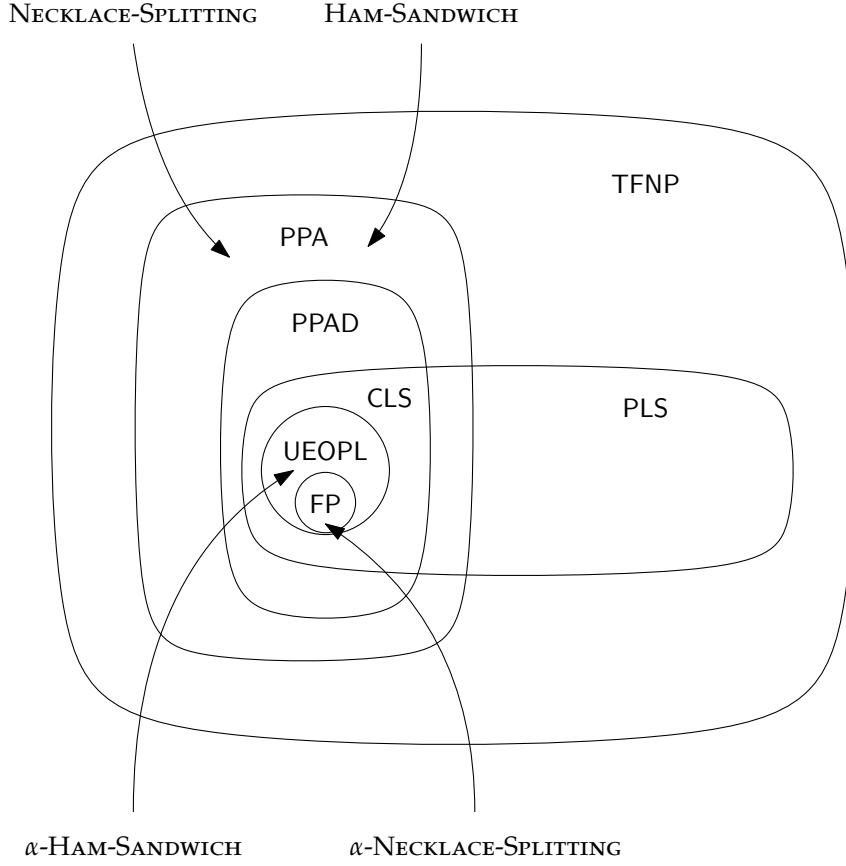 Necklace-Splitting Ham-Sandwich
TFNP
PPA
PPAD
CLS
PLS
UEOPL
FP
α-Ham-Sandwich α-Necklace-Splitting